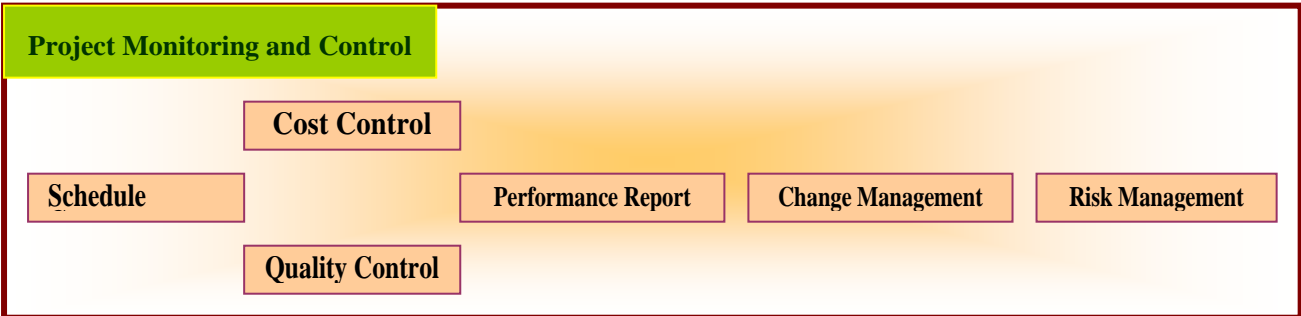 Project Monitoring and Control
Cost Control
Schedule
Performance Report
Change Management
Risk Management
Quality Control